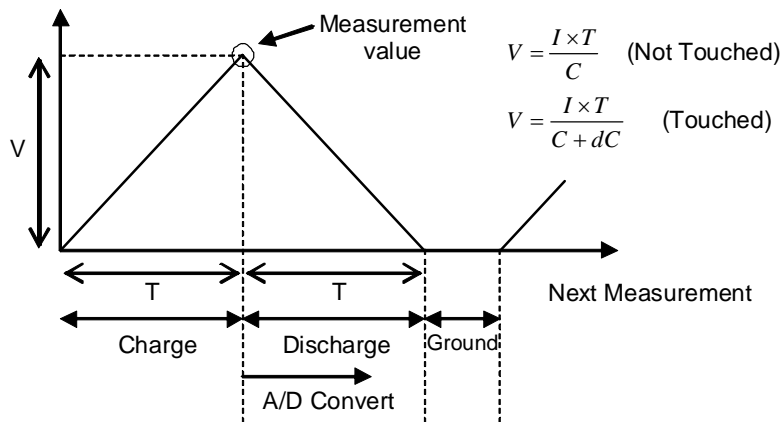 Measurement
value
V = I × T / C (Not Touched)
V = I × T / C + dC (Touched)
V
T T
Next Measurement
Charge Discharge Ground
A/D Convert